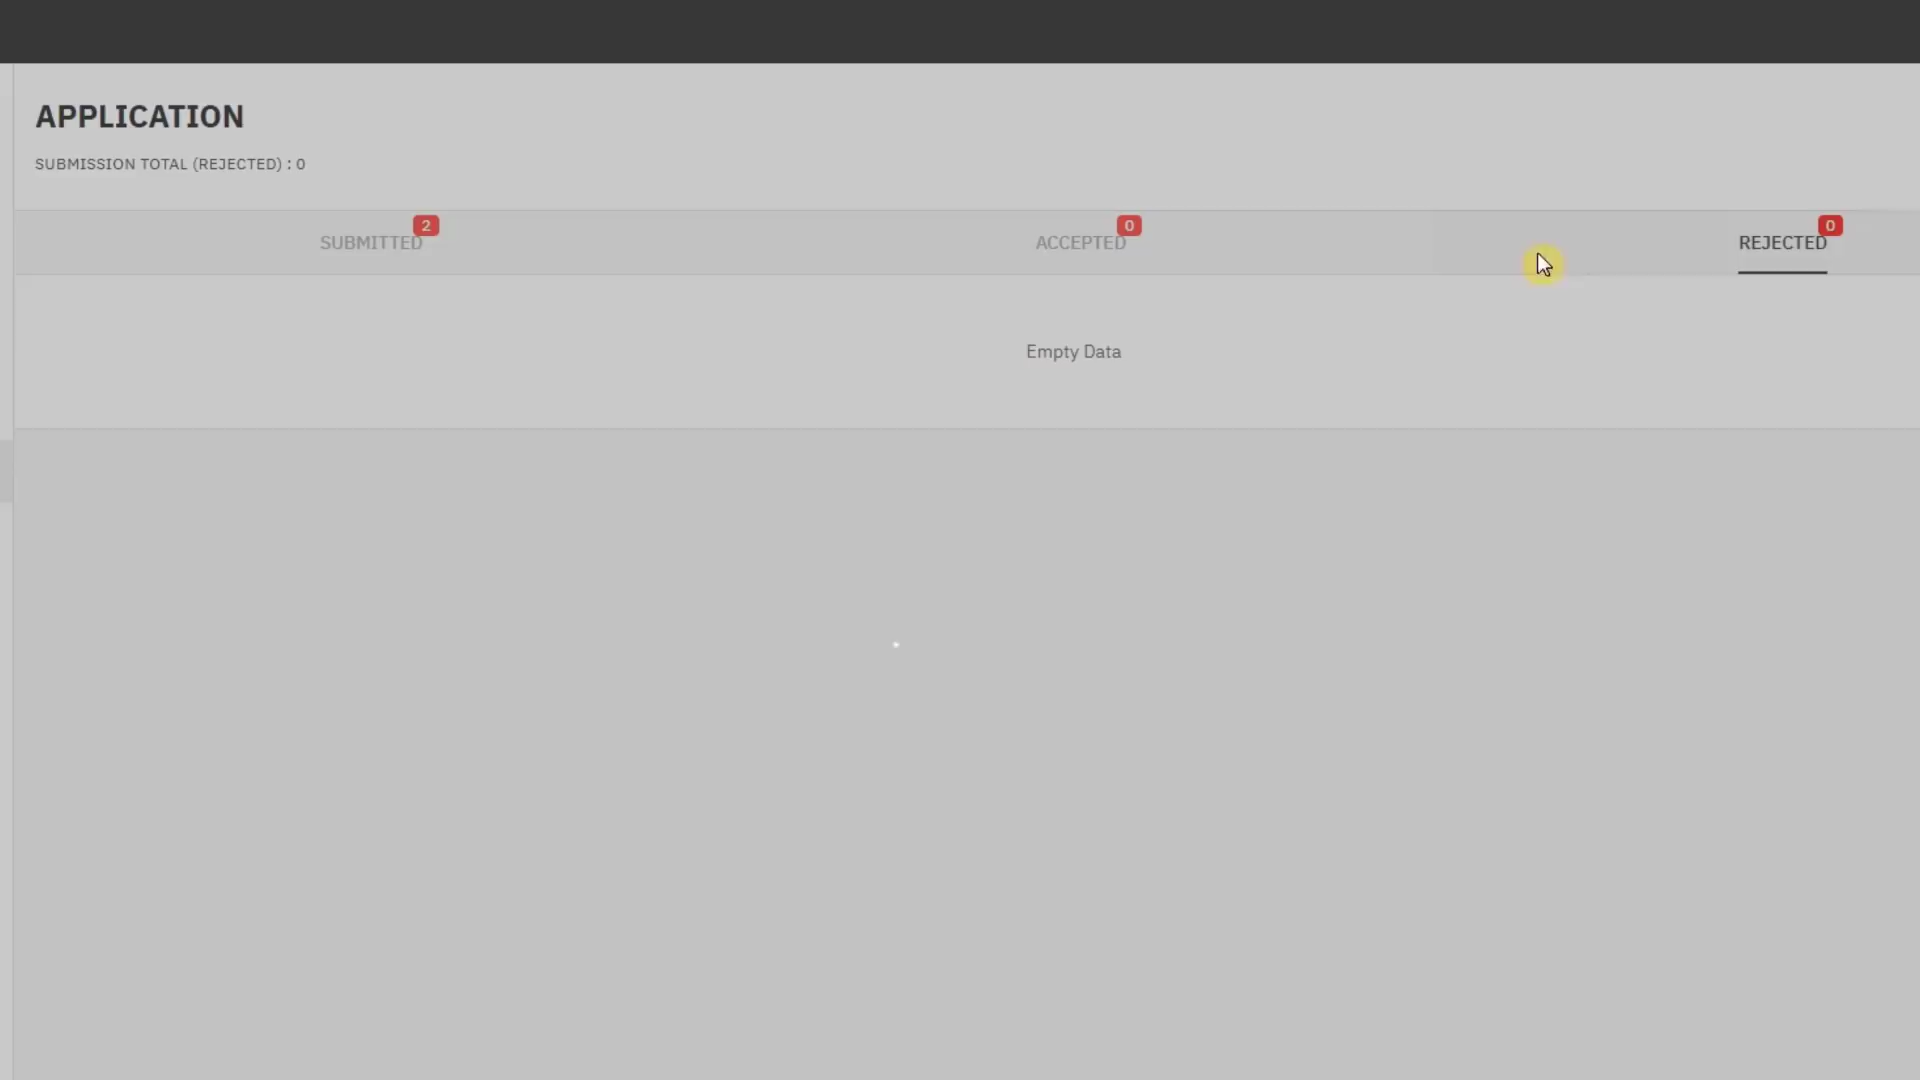 APPLICATION
SUBMISSION TOTAL (REJECTED) : 0
SUBMITTED 2
ACCEPTED 0
REJECTED 0
Empty Data